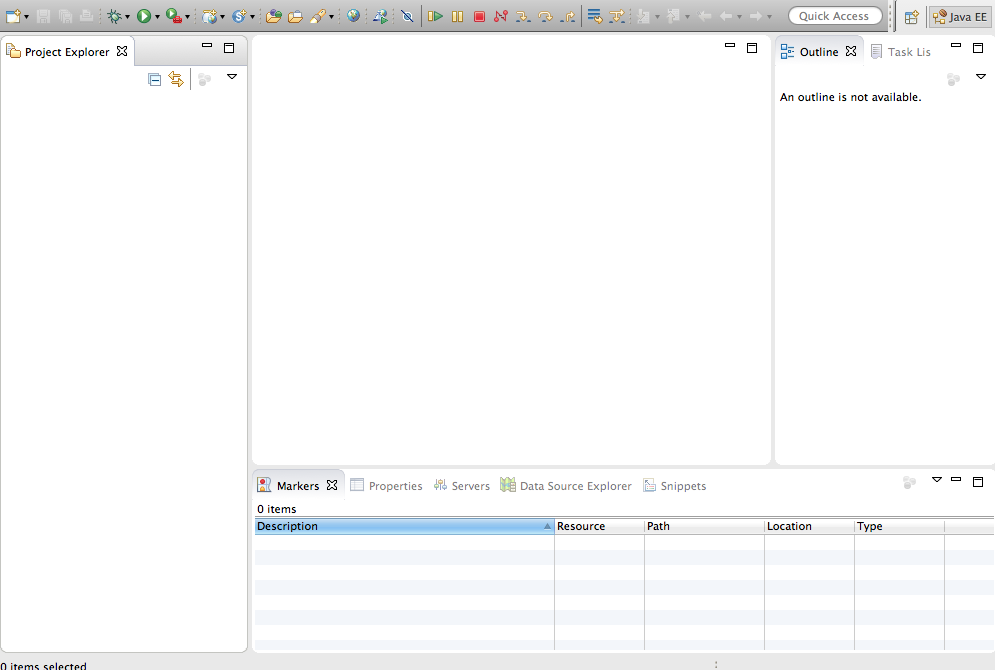 Quick Access
Java EE
Project Explorer
Outline
Task Lis
An outline is not available.
Markers
Properties
Servers
Data Source Explorer
Snippets
0 items
Description
Resource
Path
Location
Type
0 items selected